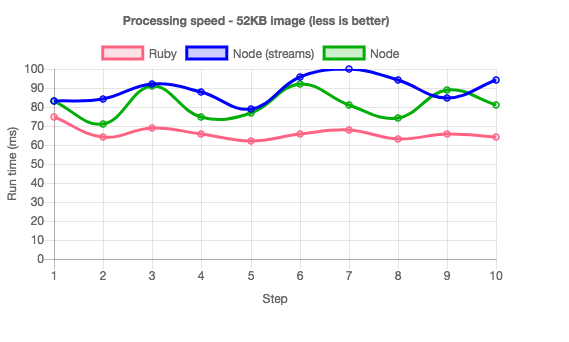 Processing speed - 52KB image (less is better)
Ruby Node (streams) Node
100
90
80
70
60
50
40
30
20
10
0
Run time (ms)
1 2 3 4 5 6 7 8 9 10
Step